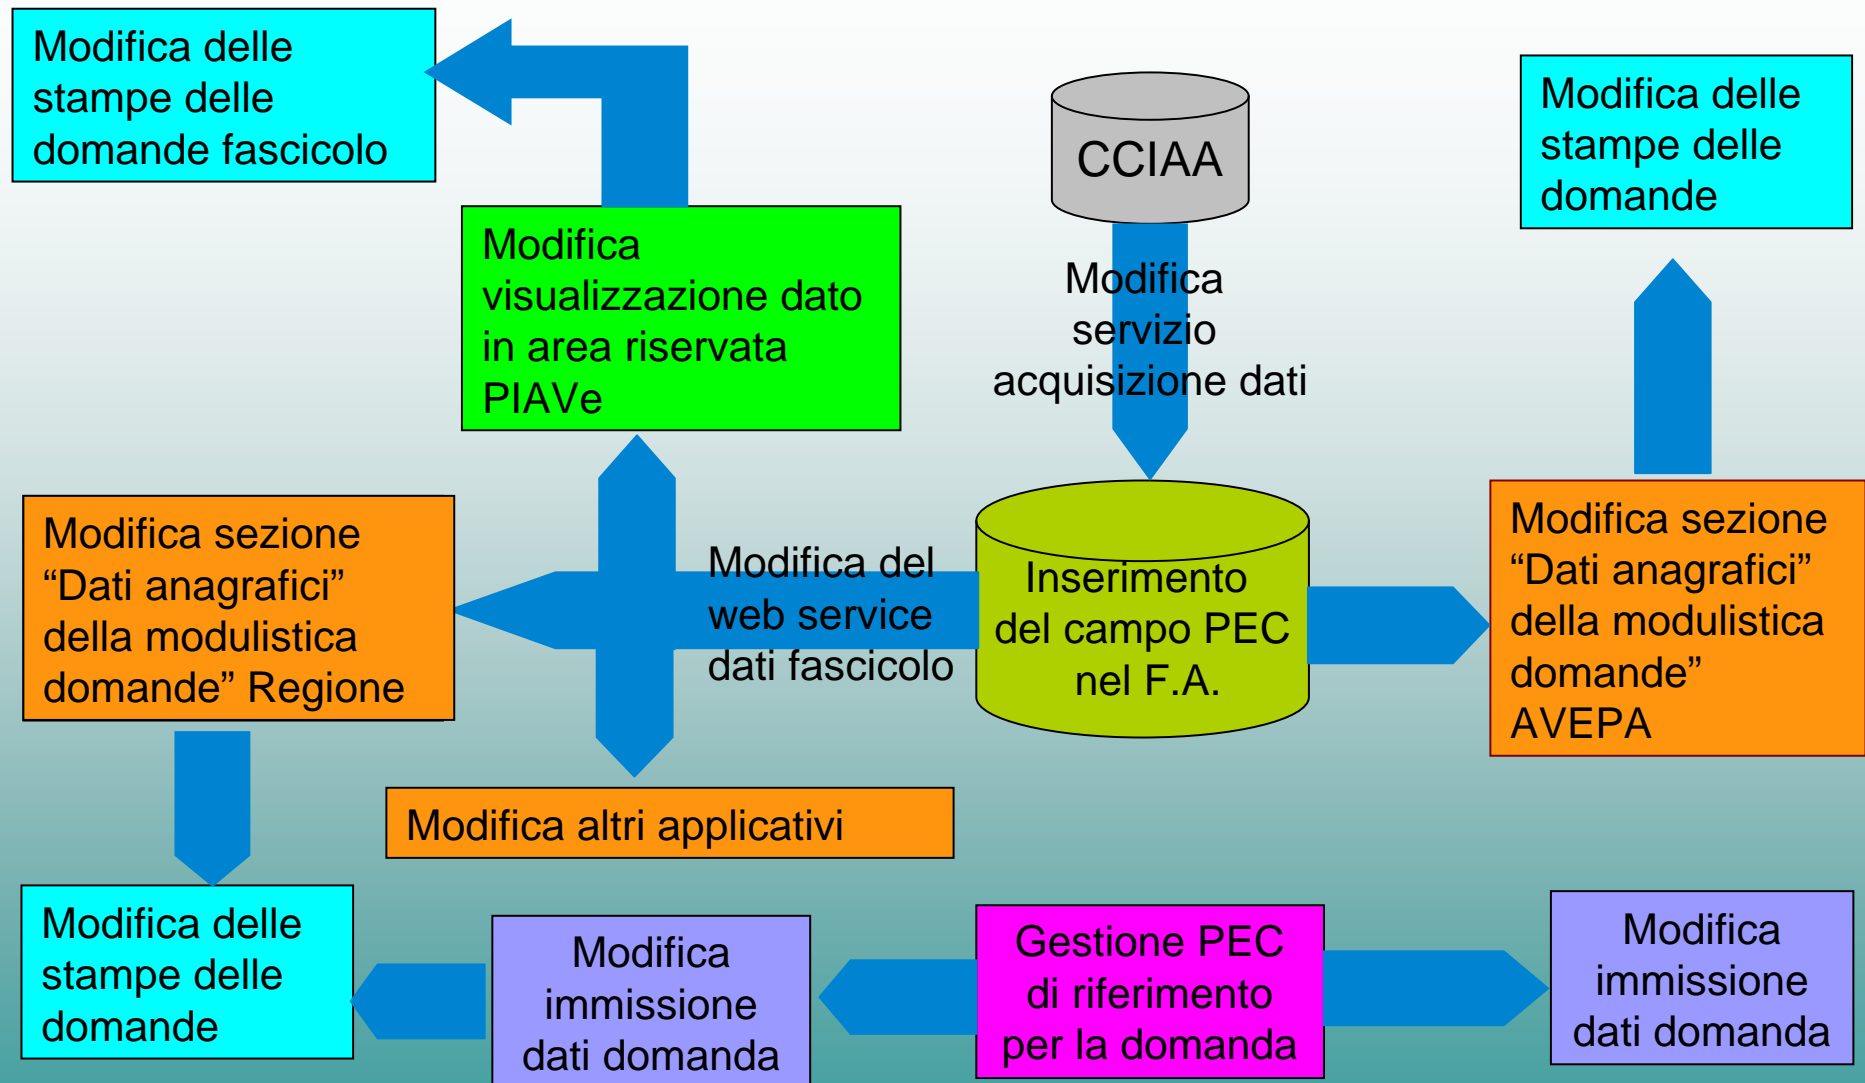 Modifica delle
stampe delle
domande fascicolo
CCIAA
Modifica delle
stampe delle
domande
Modifica
visualizzazione dato
in area riservata
PIAVe
Modifica
servizio
acquisizione dati
Modifica sezione
“Dati anagrafici”
della modulistica
domande” Regione
Modifica del
web service
dati fascicolo
Inserimento
del campo PEC
nel F.A.
Modifica sezione
“Dati anagrafici”
della modulistica
domande”
AVEPA
Modifica altri applicativi
Modifica delle
stampe delle
domande
Modifica
immissione
dati domanda
Gestione PEC
di riferimento
per la domanda
Modifica
immissione
dati domanda